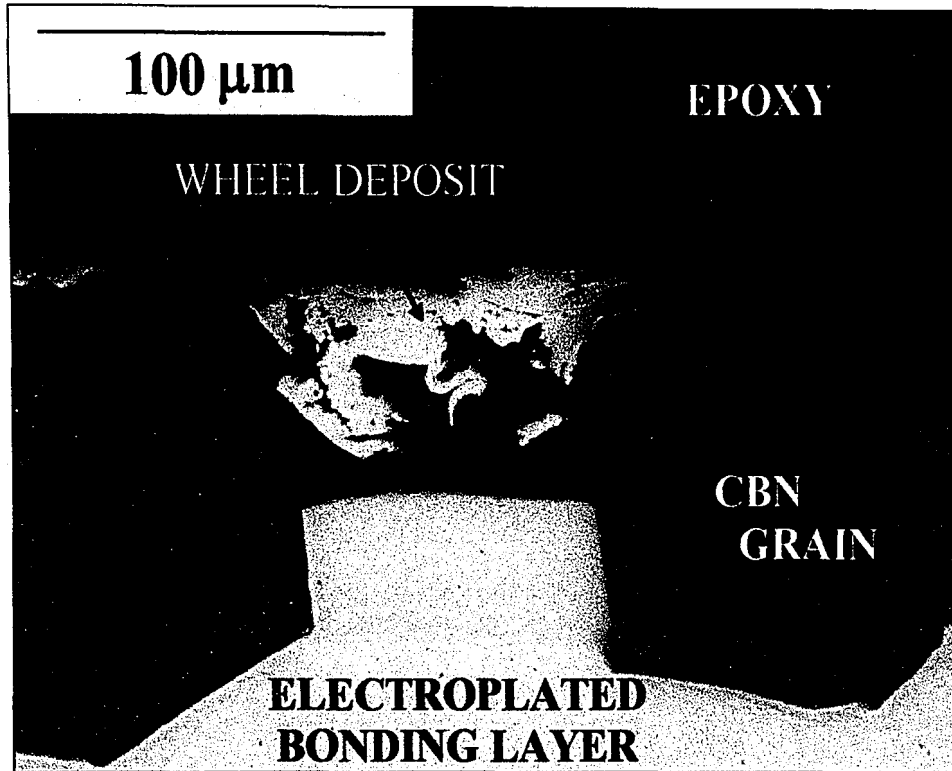 100 μm
EPOXY
WHEEL DEPOSIT
CBN
GRAIN
ELECTROPLATED
BONDING LAYER